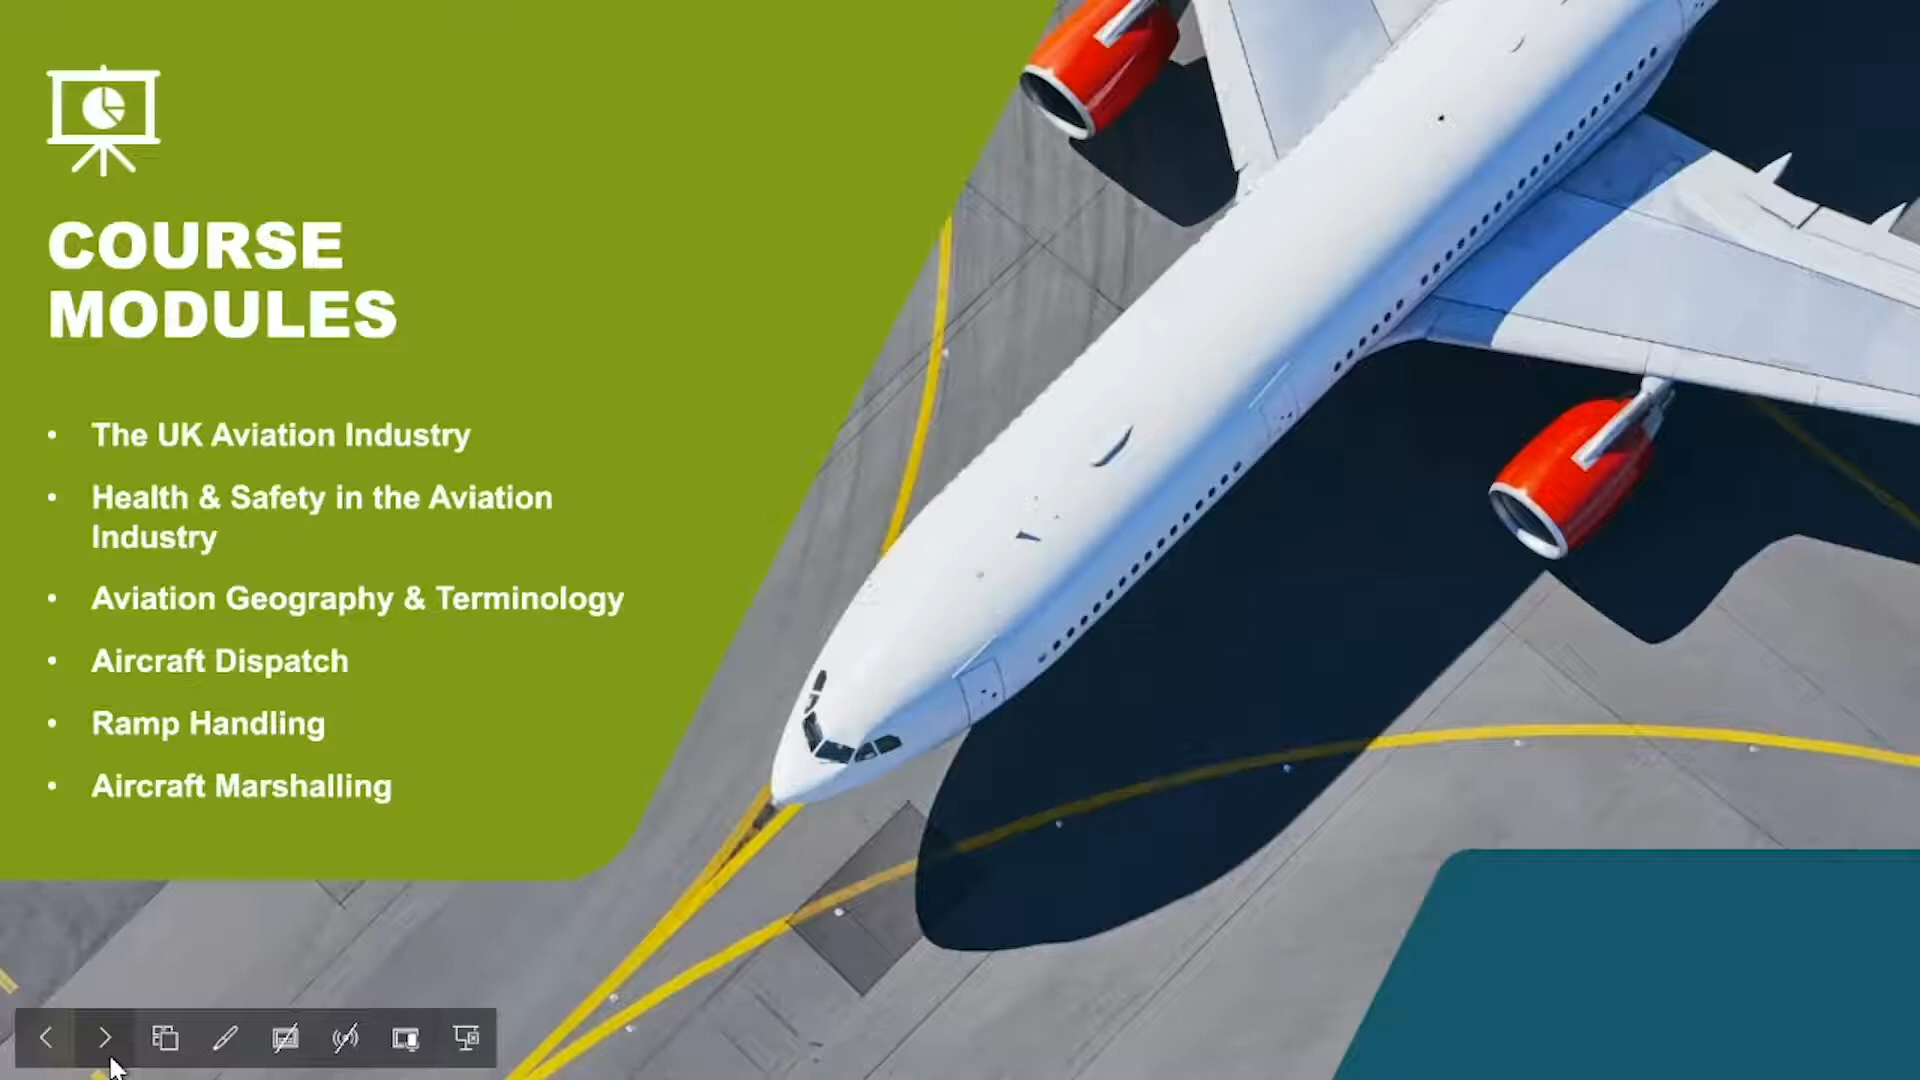 COURSE
MODULES
• The UK Aviation Industry
• Health & Safety in the Aviation
Industry
• Aviation Geography & Terminology
• Aircraft Dispatch
• Ramp Handling
• Aircraft Marshalling